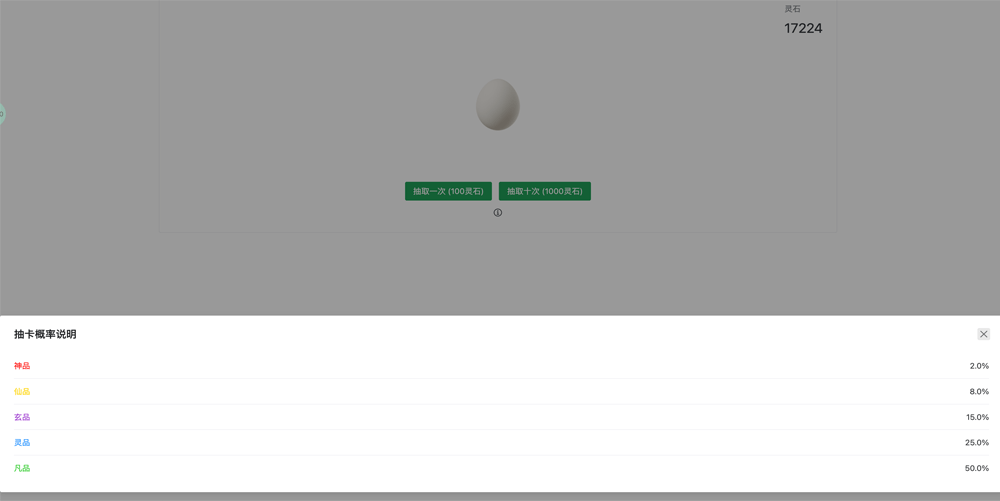 灵石
17224
抽取一次 (100灵石)
抽取十次 (1000灵石)
抽卡概率说明
神品 2.0%
仙品 8.0%
玄品 15.0%
灵品 25.0%
凡品 50.0%